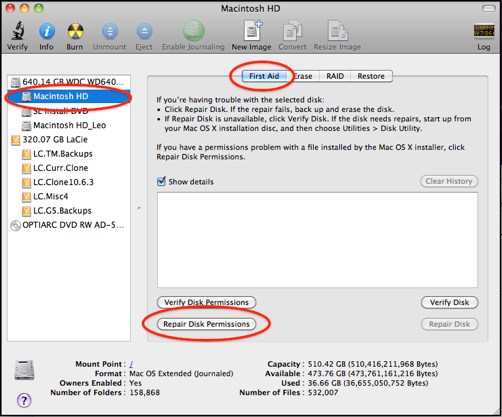 Macintosh HD
Verify
Info
Burn
Unmount
Eject
Enable Journaling
New Image
Convert
Resize Image
Log
640.14 GB WDC WD640...
Macintosh HD
SL Install DVD
Macintosh HD_Leo
320.07 GB LaCie
LC.TM.Backups
LC.Curr.Clone
LC.Clone10.6.3
LC.Misc4
LC.G5.Backups
OPTIARC DVD RW AD-5...
First Aid
Erase
RAID
Restore
If you're having trouble with the selected disk:
• Click Repair Disk. If the repair fails, back up and erase the disk.
• If Repair Disk is unavailable, click Verify Disk. If the disk needs repairs, start up from
your Mac OS X installation disc, and then choose Utilities > Disk Utility.
If you have a permissions problem with a file installed by the Mac OS X installer, click
Repair Disk Permissions.
Show details
Clear History
Verify Disk Permissions
Verify Disk
Repair Disk Permissions
Repair Disk
Mount Point : /
Format : Mac OS Extended (Journaled)
Owners Enabled : Yes
Number of Folders : 158,868
Capacity : 510.42 GB (510,416,211,968 Bytes)
Available : 473.76 GB (473,761,161,216 Bytes)
Used : 36.66 GB (36,655,050,752 Bytes)
Number of Files : 532,007
?